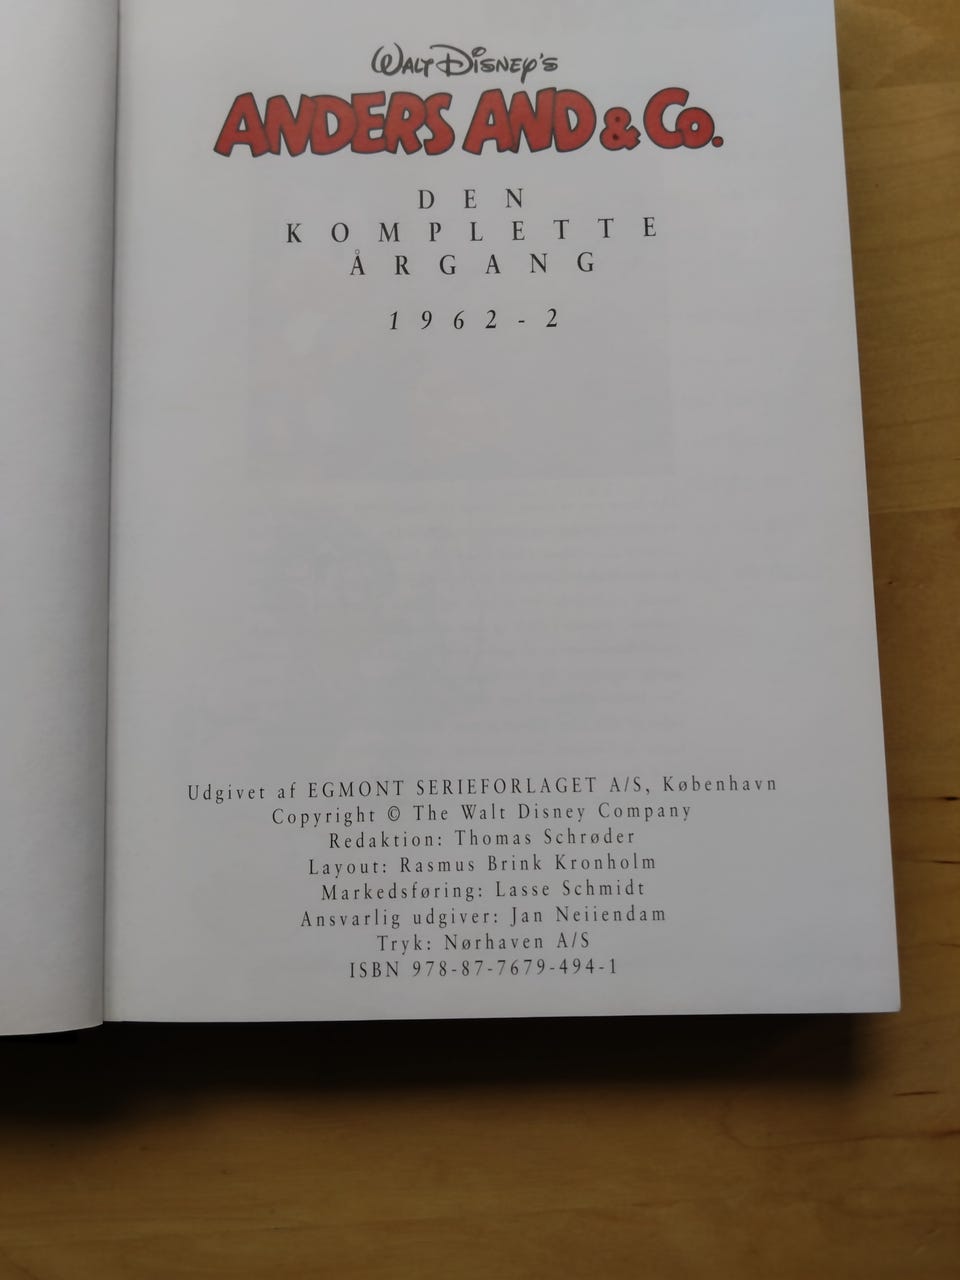 WALT DISNEY'S
ANDERS AND & Co.
DEN
KOMPLETTE
ÅRGANG
1962-2
Udgivet af EGMONT SERIEFORLAGET A/S, København
Copyright © The Walt Disney Company
Redaktion: Thomas Schrøder
Layout: Rasmus Brink Kronholm
Markedsføring: Lasse Schmidt
Ansvarlig udgiver: Jan Neiiendam
Tryk: Nørhaven A/S
ISBN 978-87-7679-494-1